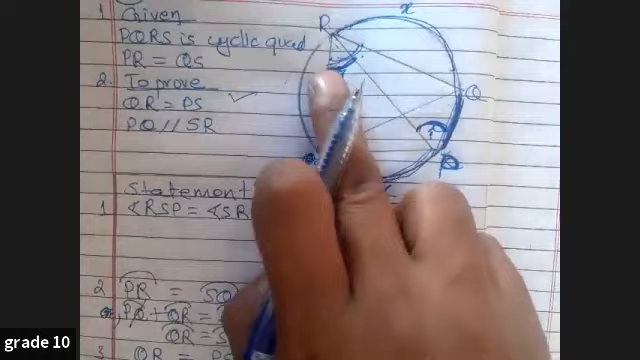 1 Given
PQRS is cyclic quad
PR = QS
2. To prove
QR = PS
PQ // SR
R
x
Q
P
Statement
1 ∢RSP = ∢SR
2 PR = SQ
PQ + QR =
QR =
3 QR = PS
grade 10